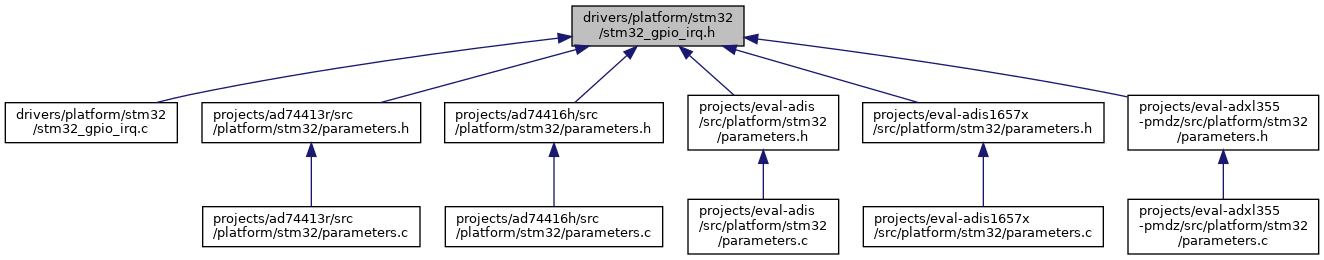 drivers/platform/stm32
/stm32_gpio_irq.h
drivers/platform/stm32
/stm32_gpio_irq.c
projects/ad74413r/src
/platform/stm32/parameters.h
projects/ad74416h/src
/platform/stm32/parameters.h
projects/eval-adis
/src/platform/stm32
/parameters.h
projects/eval-adis1657x
/src/platform/stm32/parameters.h
projects/eval-adxl355
-pmdz/src/platform/stm32
/parameters.h
projects/ad74413r/src
/platform/stm32/parameters.c
projects/ad74416h/src
/platform/stm32/parameters.c
projects/eval-adis
/src/platform/stm32
/parameters.c
projects/eval-adis1657x
/src/platform/stm32/parameters.c
projects/eval-adxl355
-pmdz/src/platform/stm32
/parameters.c